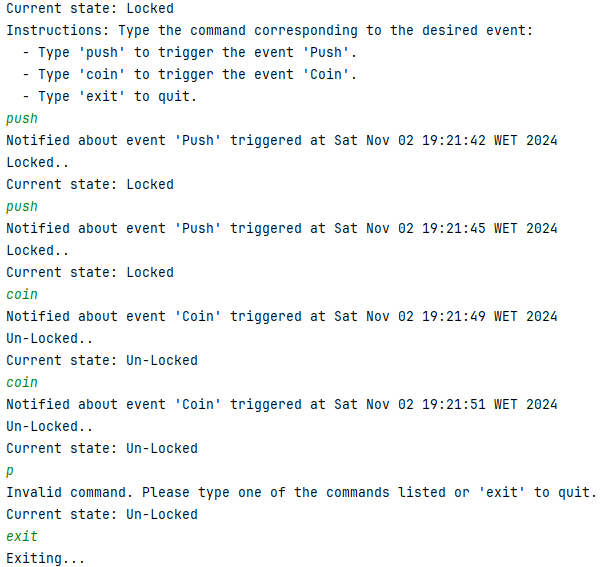 Current state: Locked
Instructions: Type the command corresponding to the desired event:
  - Type 'push' to trigger the event 'Push'.
  - Type 'coin' to trigger the event 'Coin'.
  - Type 'exit' to quit.
push
Notified about event 'Push' triggered at Sat Nov 02 19:21:42 WET 2024
Locked..
Current state: Locked
push
Notified about event 'Push' triggered at Sat Nov 02 19:21:45 WET 2024
Locked..
Current state: Locked
coin
Notified about event 'Coin' triggered at Sat Nov 02 19:21:49 WET 2024
Un-Locked..
Current state: Un-Locked
coin
Notified about event 'Coin' triggered at Sat Nov 02 19:21:51 WET 2024
Un-Locked..
Current state: Un-Locked
p
Invalid command. Please type one of the commands listed or 'exit' to quit.
Current state: Un-Locked
exit
Exiting...